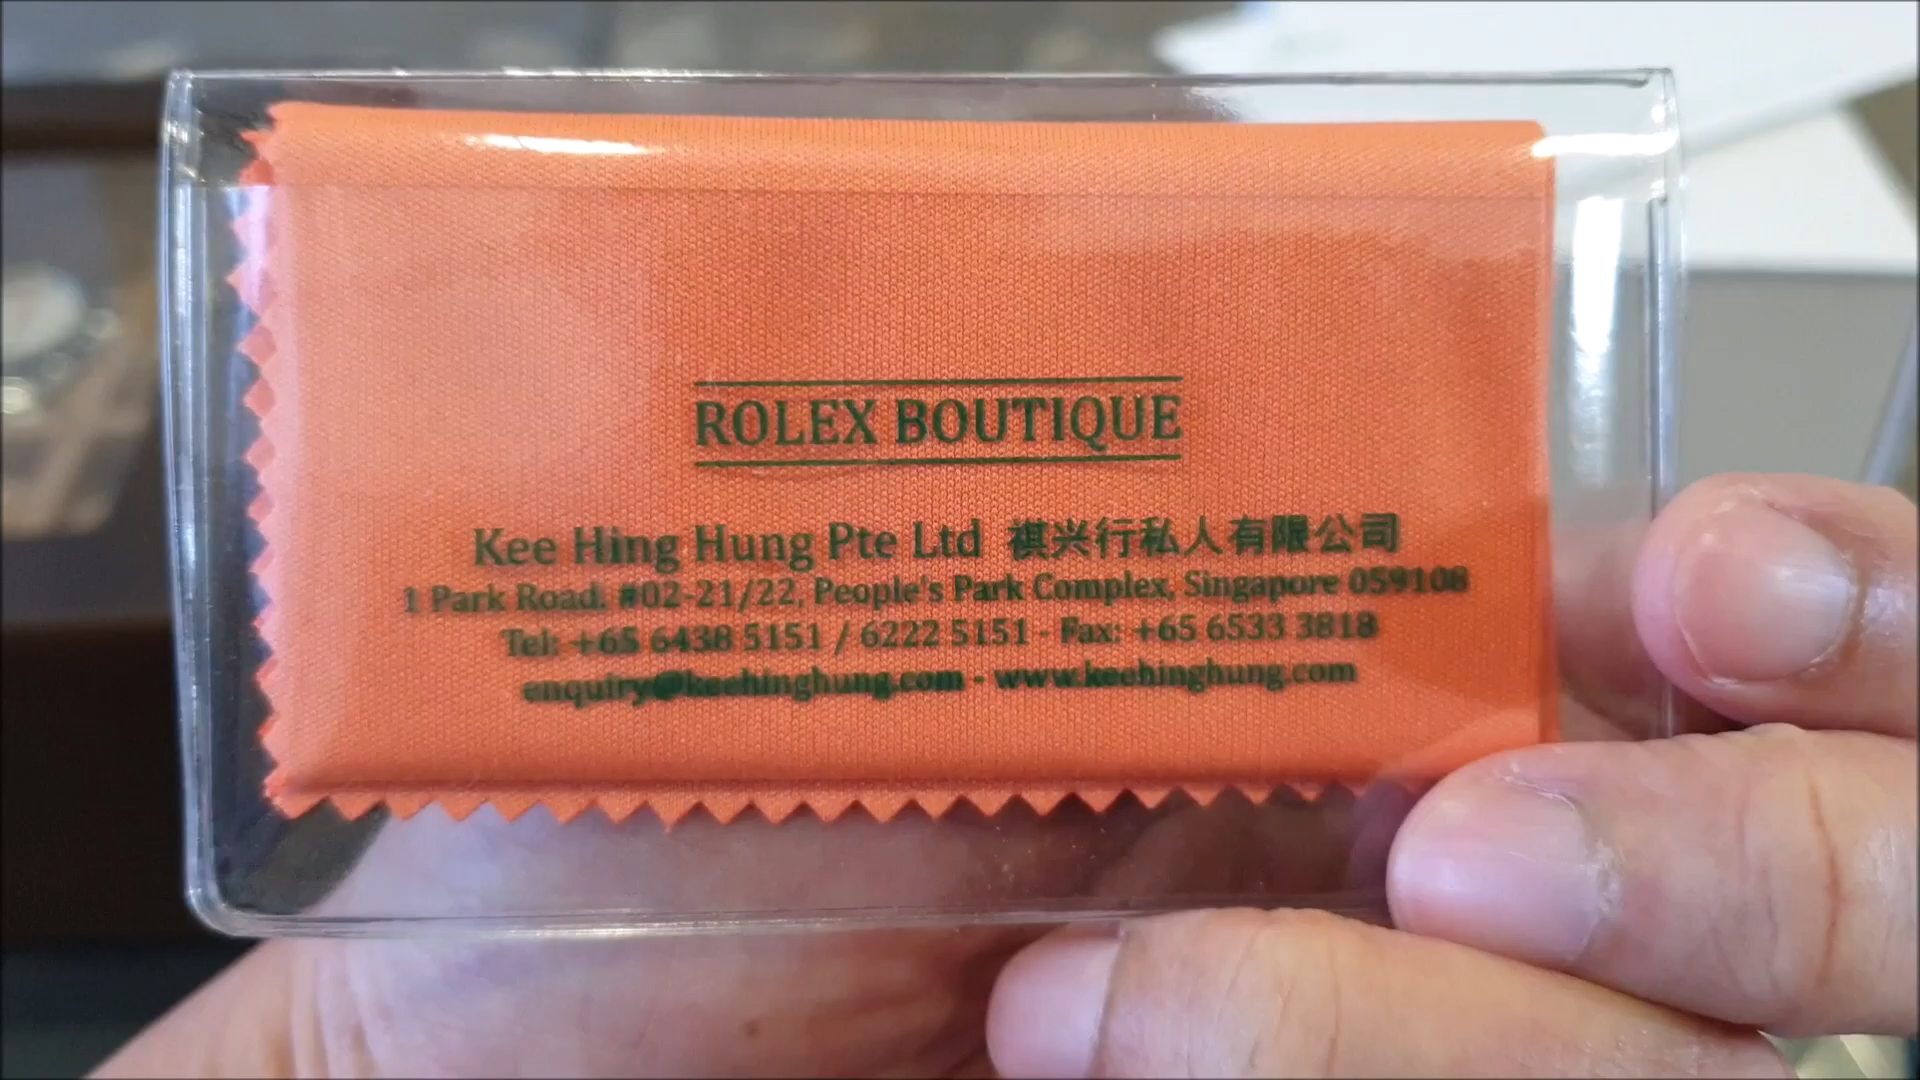 ROLEX BOUTIQUE
Kee Hing Hung Pte Ltd 祺兴行私人有限公司
1 Park Road. #02-21/22, People's Park Complex, Singapore 059108
Tel: +65 6438 5151 / 6222 5151 - Fax: +65 6533 3818
enquiry@keehinghung.com - www.keehinghung.com